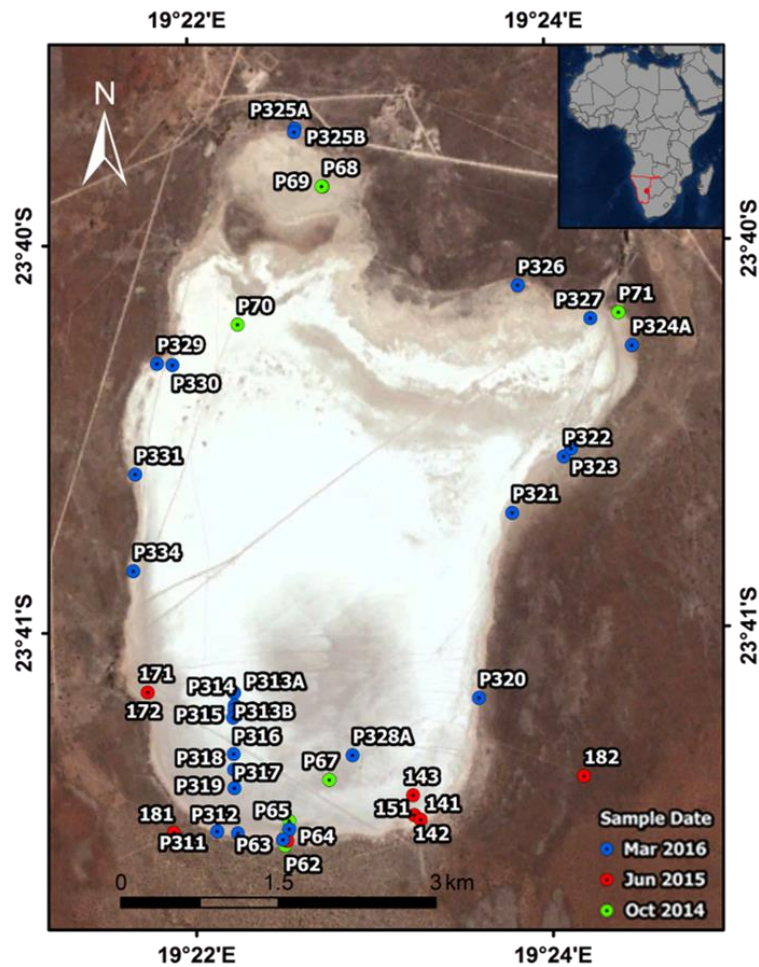 19°22'E 19°24'E
N
P325A
P325B
P68
P69
23°40'S 23°40'S
P326
P327 P71
P70
P324A
P329
P330
P322
P323
P331
P321
P334
23°41'S 23°41'S
171
172
P314 P313A
P315 P313B
P320
P316
P318 P317
P328A
P67
182
P319
143
151 141
142
181 P312 P65
P311 P63 P64
P62
Sample Date
Mar 2016
Jun 2015
Oct 2014
0 1.5 3 km
19°22'E 19°24'E